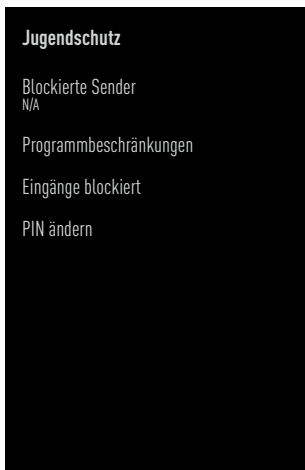 Jugendschutz
Blockierte Sender
N/A
Programmbeschränkungen
Eingänge blockiert
PIN ändern